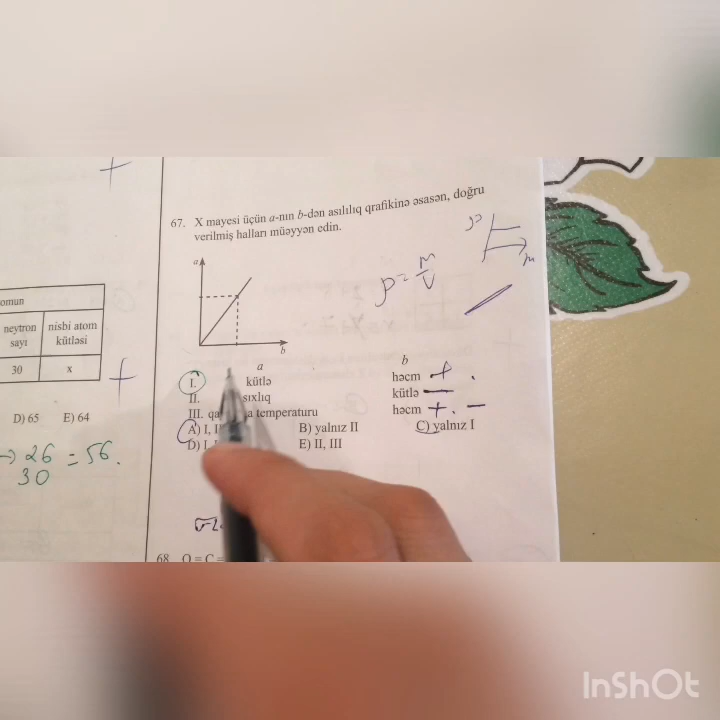 67. X mayesi üçün a-nın b-dən asılılıq qrafikinə əsasən, doğru
verilmiş halları müəyyən edin.
a
b
ρ = m/V
m
a b
I. kütlə həcm + .
II. sıxlıq kütlə —
III. temperaturu həcm + . -
A) I, B) yalnız II C) yalnız I
D) I, E) II, III
68. O = C =
omun
neytron sayı nisbi atom kütləsi
30 x
D) 65 E) 64
→ 26 = 56.
30
+
+
InShOt